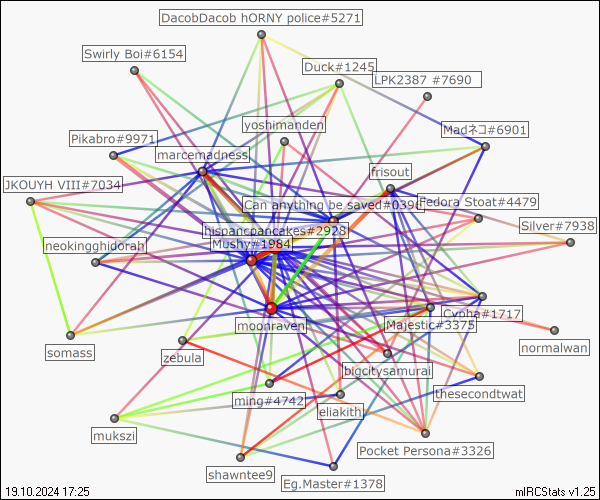 DacobDacob hORNY police#5271
Swirly Boi#6154
Duck#1245
LPK2387 #7690
yoshimanden
Madネコ#6901
Pikabro#9971
marcemadness
frisout
JKOUYH VIII#7034
Can anything be saved#0396
Fedora Stoat#4479
Silver#7938
hispancpancakes#2928
neokingghidorah
Mushy#1984
Cypha#1717
moonraven
Majestic#3375
normalwan
somass
zebula
bigcitysamurai
thesecondtwat
ming#4742
eliakith
mukszi
Pocket Persona#3326
shawntee9
Eg.Master#1378
19.10.2024 17:25
mIRCStats v1.25